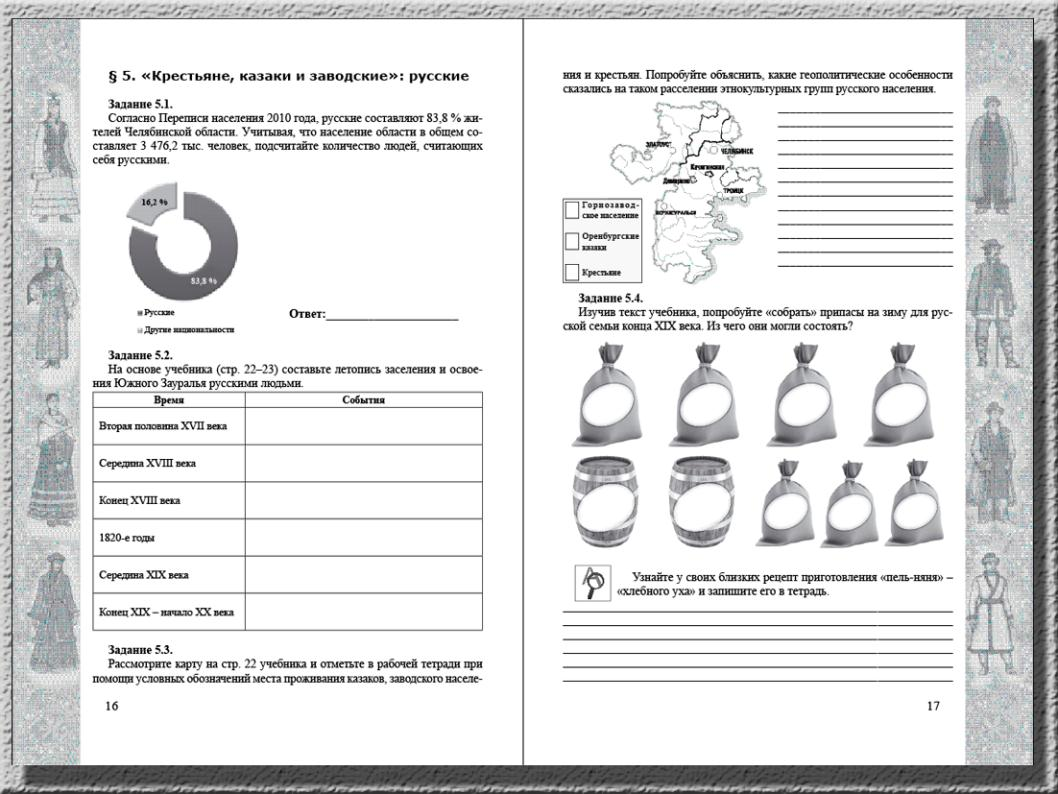 § 5. «Крестьяне, казаки и заводские»: русские
Задание 5.1.
Согласно Переписи населения 2010 года, русские составляют 83,8 % жи-
телей Челябинской области. Учитывая, что население области в общем со-
ставляет 3 476,2 тыс. человек, подсчитайте количество людей, считающих
себя русскими.
16,2 %
83,8 %
Русские
Другие национальности
Ответ:
Задание 5.2.
На основе учебника (стр. 22–23) составьте летопись заселения и освое-
ния Южного Зауралья русскими людьми.
Время События
Вторая половина XVII века
Середина XVIII века
Конец XVIII века
1820-е годы
Середина XIX века
Конец XIX – начало XX века
Задание 5.3.
Рассмотрите карту на стр. 22 учебника и отметьте в рабочей тетради при
помощи условных обозначений места проживания казаков, заводского населе-
16
ния и крестьян. Попробуйте объяснить, какие геополитические особенности
сказались на таком расселении этнокультурных групп русского населения.
ЗЛАТОУСТ
ЧЕЛЯБИНСК
Кичигинская
ТРОИЦК
ВЕРХНЕУРАЛЬСК
Горнозавод-
ское население
Оренбургские
казаки
Крестьяне
Задание 5.4.
Изучив текст учебника, попробуйте «собрать» припасы на зиму для рус-
ской семьи конца XIX века. Из чего они могли состоять?
Узнайте у своих близких рецепт приготовления «пель-няня» –
«хлебного уха» и запишите его в тетрадь.
17